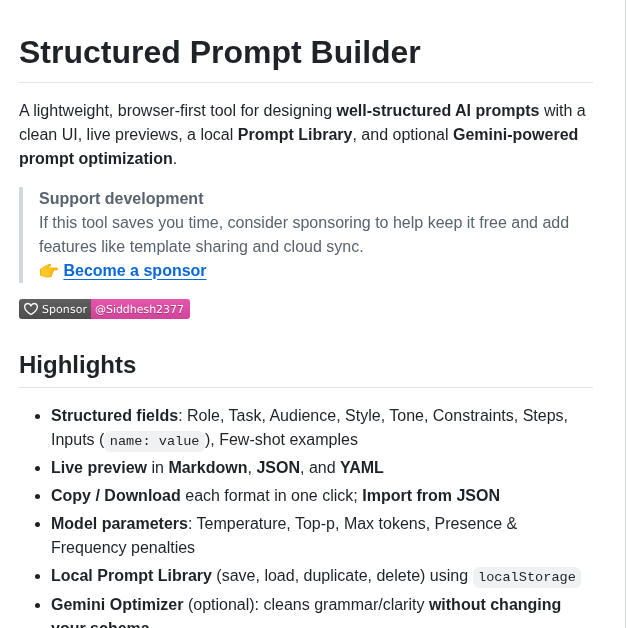 Structured Prompt Builder
A lightweight, browser-first tool for designing well-structured AI prompts with a
clean UI, live previews, a local Prompt Library, and optional Gemini-powered
prompt optimization.
Support development
If this tool saves you time, consider sponsoring to help keep it free and add
features like template sharing and cloud sync.
👉 Become a sponsor
Sponsor @Siddhesh2377
Highlights
• Structured fields: Role, Task, Audience, Style, Tone, Constraints, Steps,
Inputs (name: value), Few-shot examples
• Live preview in Markdown, JSON, and YAML
• Copy / Download each format in one click; Import from JSON
• Model parameters: Temperature, Top-p, Max tokens, Presence &
Frequency penalties
• Local Prompt Library (save, load, duplicate, delete) using localStorage
• Gemini Optimizer (optional): cleans grammar/clarity without changing
your schema